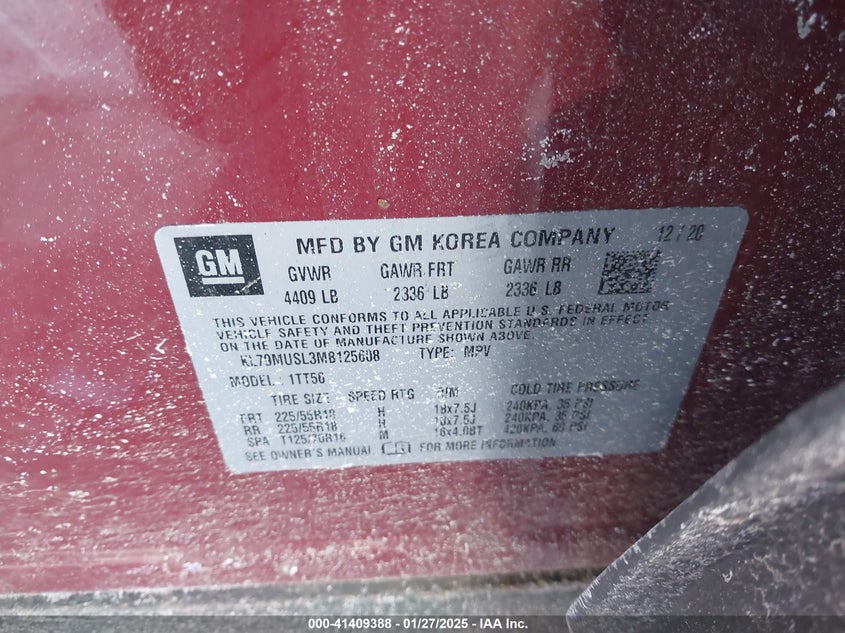 GM
MFD BY GM KOREA COMPANY 12 / 20
GVWR GAWR FRT GAWR RR
4409 LB 2336 LB 2336 LB
THIS VEHICLE CONFORMS TO ALL APPLICABLE U.S. FEDERAL MOTOR
VEHICLE SAFETY AND THEFT PREVENTION STANDARDS IN EFFECT
ON THE DATE OF MANUFACTURE SHOWN ABOVE.
KL79MUSL3MB125608 TYPE: MPV
MODEL: 1TT56
TIRE SIZE SPEED RTG RIM COLD TIRE PRESSURE
FRT 225/55R18 H 18x7.5J 240KPA, 35 PSI
RR 225/55R18 H 18x7.5J 240KPA, 35 PSI
SPA T125/70R16 M 16x4.00T 420KPA, 60 PSI
SEE OWNER'S MANUAL FOR MORE INFORMATION
000-41409388 - 01/27/2025 - IAA Inc.